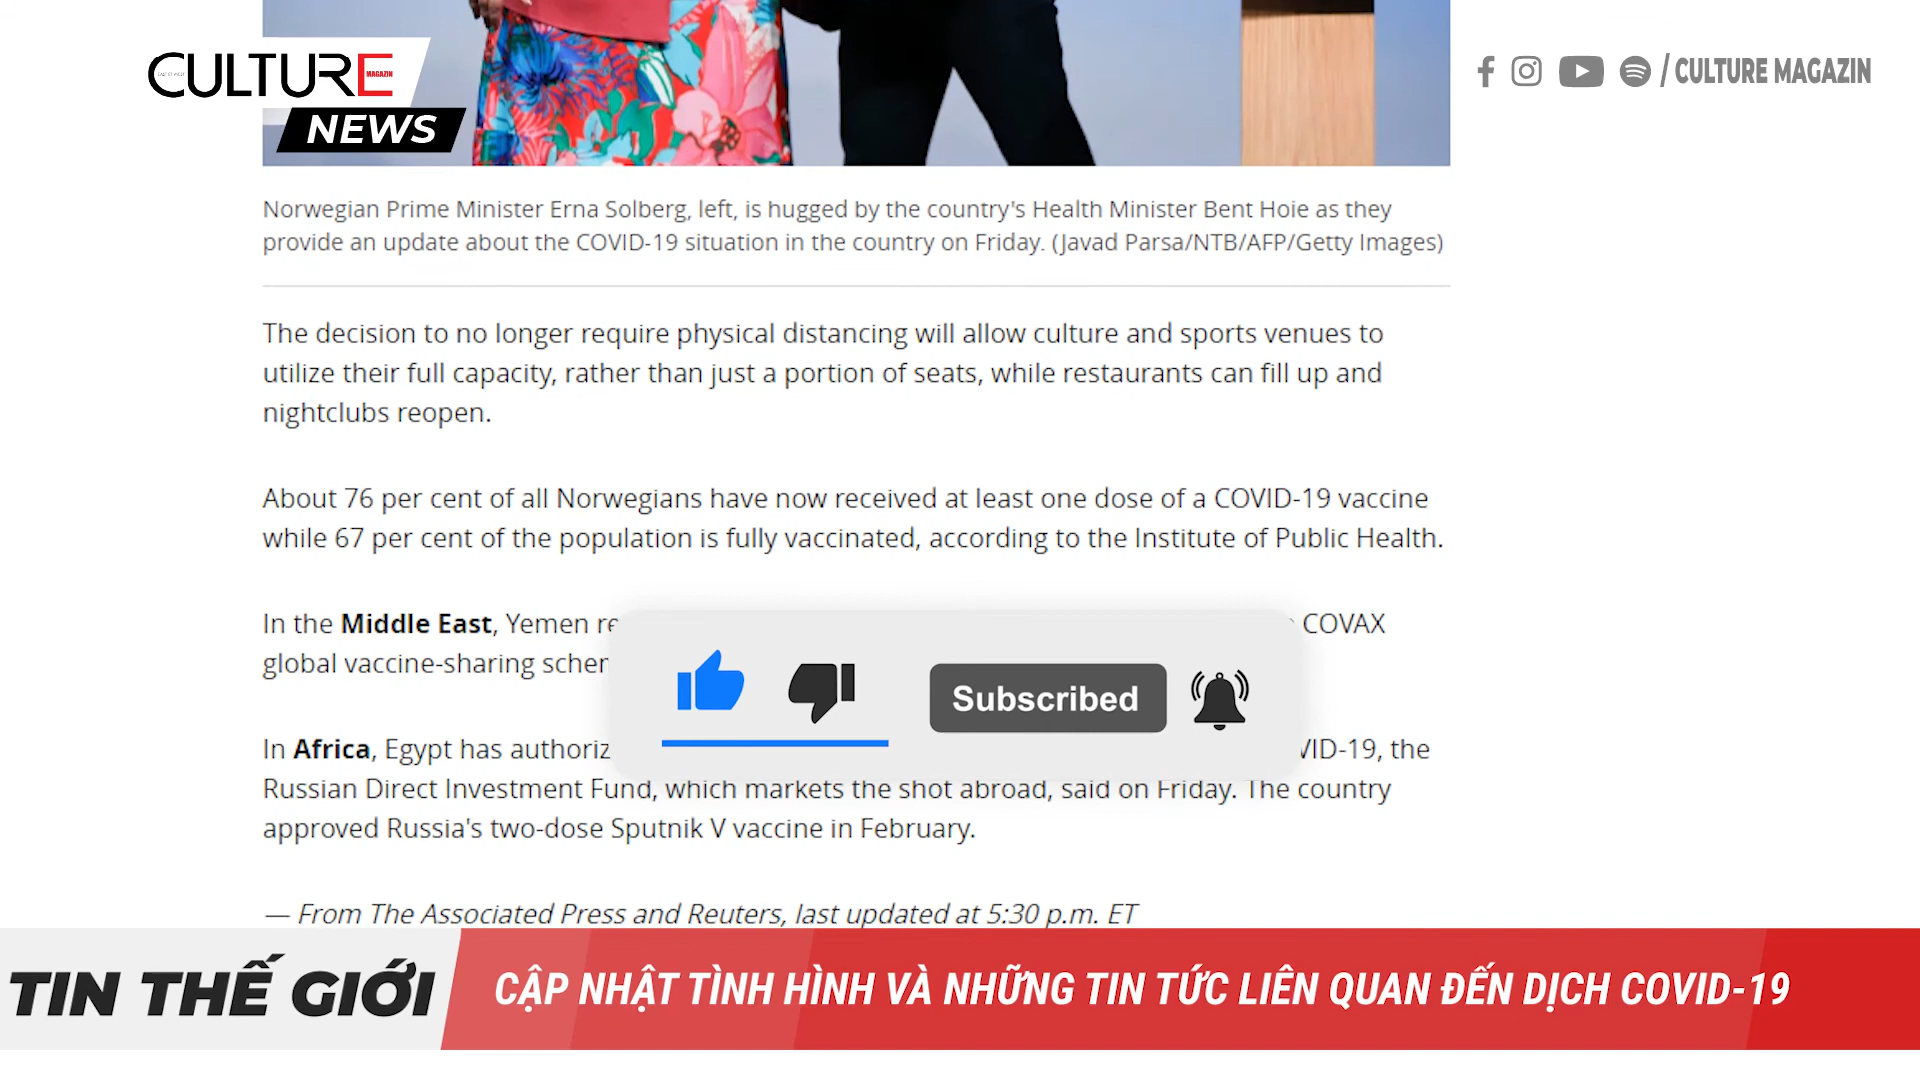 CULTURE
MAGAZIN
NEWS
/ CULTURE MAGAZIN
Norwegian Prime Minister Erna Solberg, left, is hugged by the country's Health Minister Bent Hoie as they
provide an update about the COVID-19 situation in the country on Friday. (Javad Parsa/NTB/AFP/Getty Images)
The decision to no longer require physical distancing will allow culture and sports venues to
utilize their full capacity, rather than just a portion of seats, while restaurants can fill up and
nightclubs reopen.
About 76 per cent of all Norwegians have now received at least one dose of a COVID-19 vaccine
while 67 per cent of the population is fully vaccinated, according to the Institute of Public Health.
In the Middle East, Yemen COVAX
global vaccine-sharing
In Africa, Egypt has the
Russian Direct Investment Fund, which markets the shot abroad, said on Friday. The country
approved Russia's two-dose Sputnik V vaccine in February.
— From The Associated Press and Reuters, last updated at 5:30 p.m. ET
Subscribed
TIN THẾ GIỚI
CẬP NHẬT TÌNH HÌNH VÀ NHỮNG TIN TỨC LIÊN QUAN ĐẾN DỊCH COVID-19